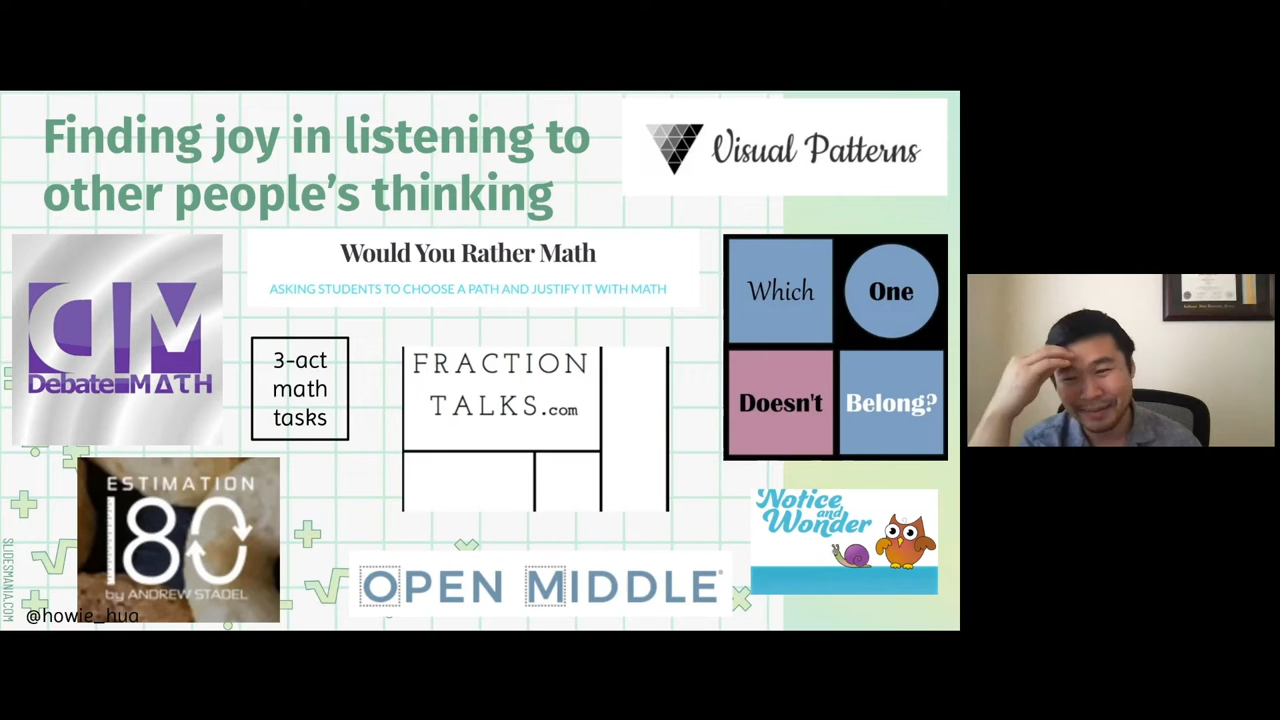 Finding joy in listening to
other people's thinking
Visual Patterns
Would You Rather Math
ASKING STUDENTS TO CHOOSE A PATH AND JUSTIFY IT WITH MATH
DM
Debate MATH
3-act
math
tasks
FRACTION
TALKS.com
Which
One
Doesn't
Belong?
ESTIMATION
180
by ANDREW STADEL
Notice
and
Wonder
OPEN MIDDLE®
@howie_hua
SLIDESMANIA.COM